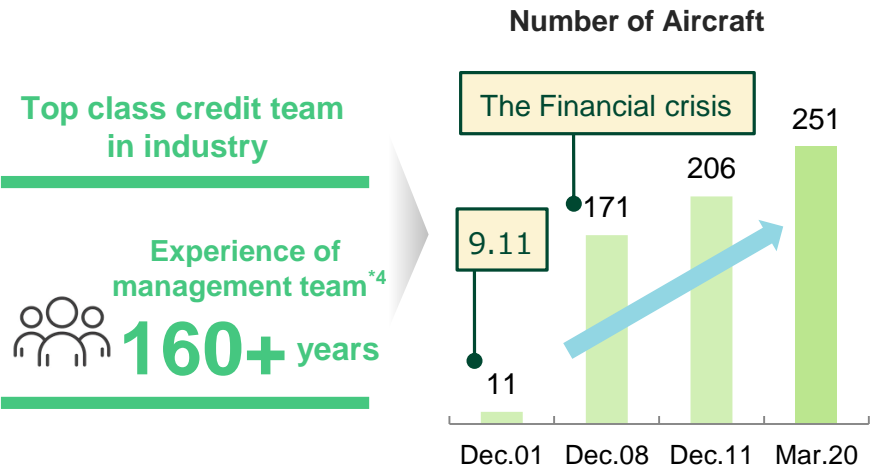 Number of Aircraft
Top class credit team
in industry
Experience of
management team*4
160+ years
The Financial crisis
9.11
11
171
206
251
Dec.01
Dec.08
Dec.11
Mar.20